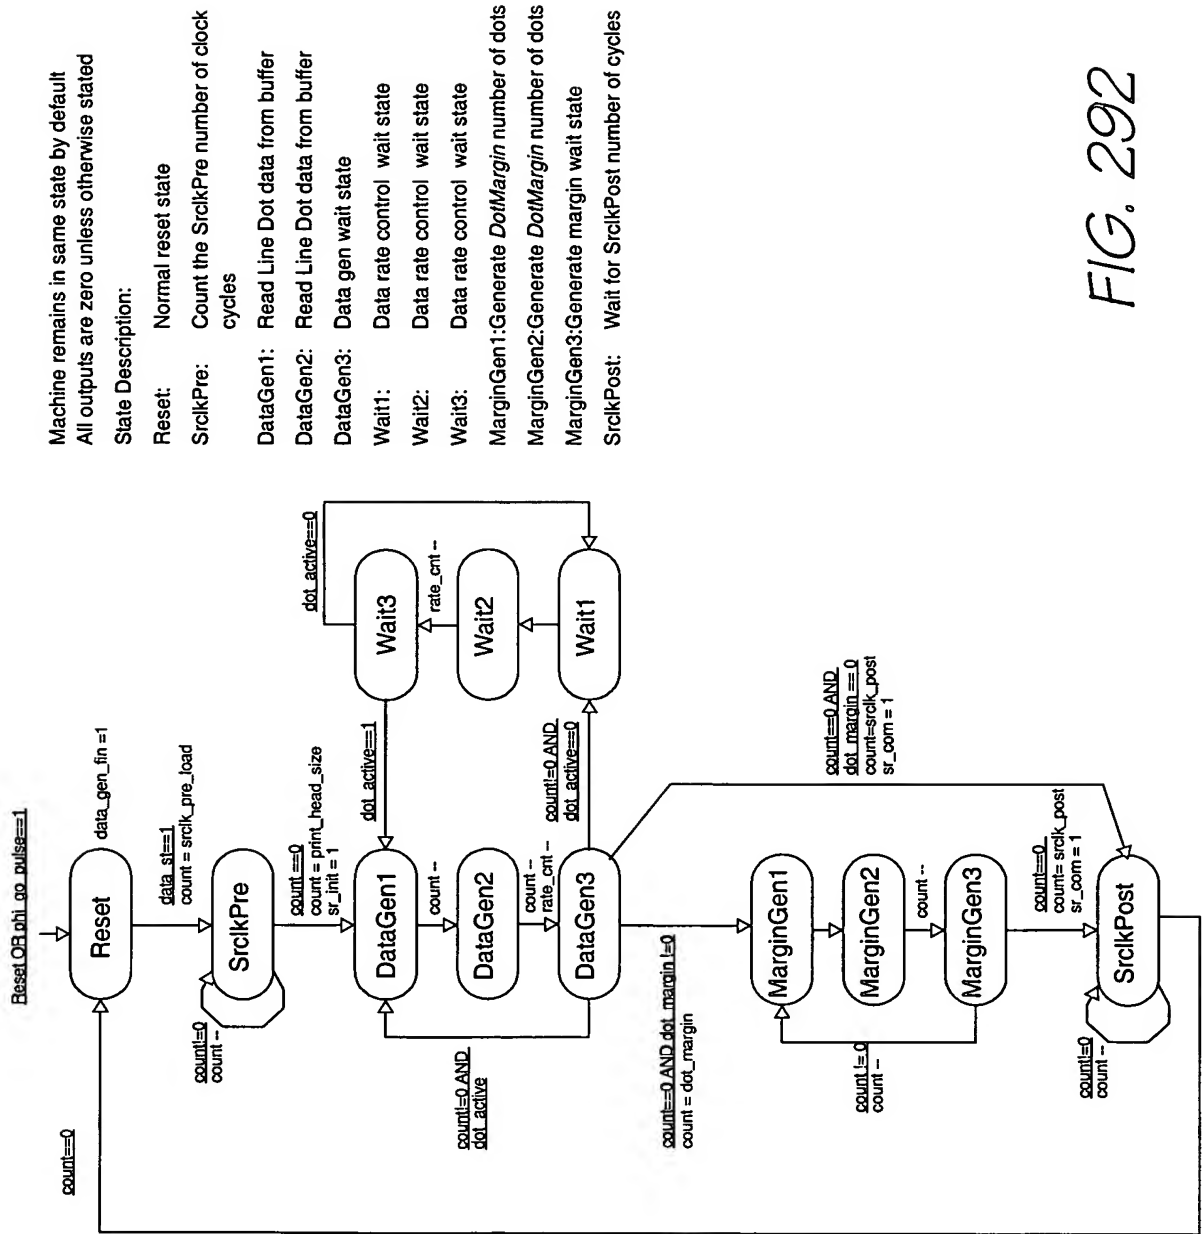 Machine remains in same state by default
All outputs are zero unless otherwise stated
State Description:
Reset: Normal reset state
SrclkPre: Count the SrclkPre number of clock
cycles
DataGen1: Read Line Dot data from buffer
DataGen2: Read Line Dot data from buffer
DataGen3: Data gen wait state
Wait1: Data rate control wait state
Wait2: Data rate control wait state
Wait3: Data rate control wait state
MarginGen1:Generate DotMargin number of dots
MarginGen2:Generate DotMargin number of dots
MarginGen3:Generate margin wait state
SrclkPost: Wait for SrclkPost number of cycles
Reset OR phi_go_pulse==1
Reset
data_gen_fin =1
data_st==1
count = srclk_pre_load
SrclkPre
count!=0
count --
count ==0
count = print_head_size
sr_init = 1
DataGen1
count --
DataGen2
count --
rate_cnt --
DataGen3
count!=0 AND
dot_active
dot_active==1
count!=0 AND
dot_active==0
Wait3
rate_cnt --
Wait2
Wait1
dot_active==0
count==0 AND dot_margin !=0
count = dot_margin
count==0 AND
dot_margin == 0
count=srclk_post
sr_com = 1
MarginGen1
MarginGen2
count --
MarginGen3
count != 0
count --
count==0
count= srclk_post
sr_com = 1
SrclkPost
count!=0
count --
count==0
FIG. 292